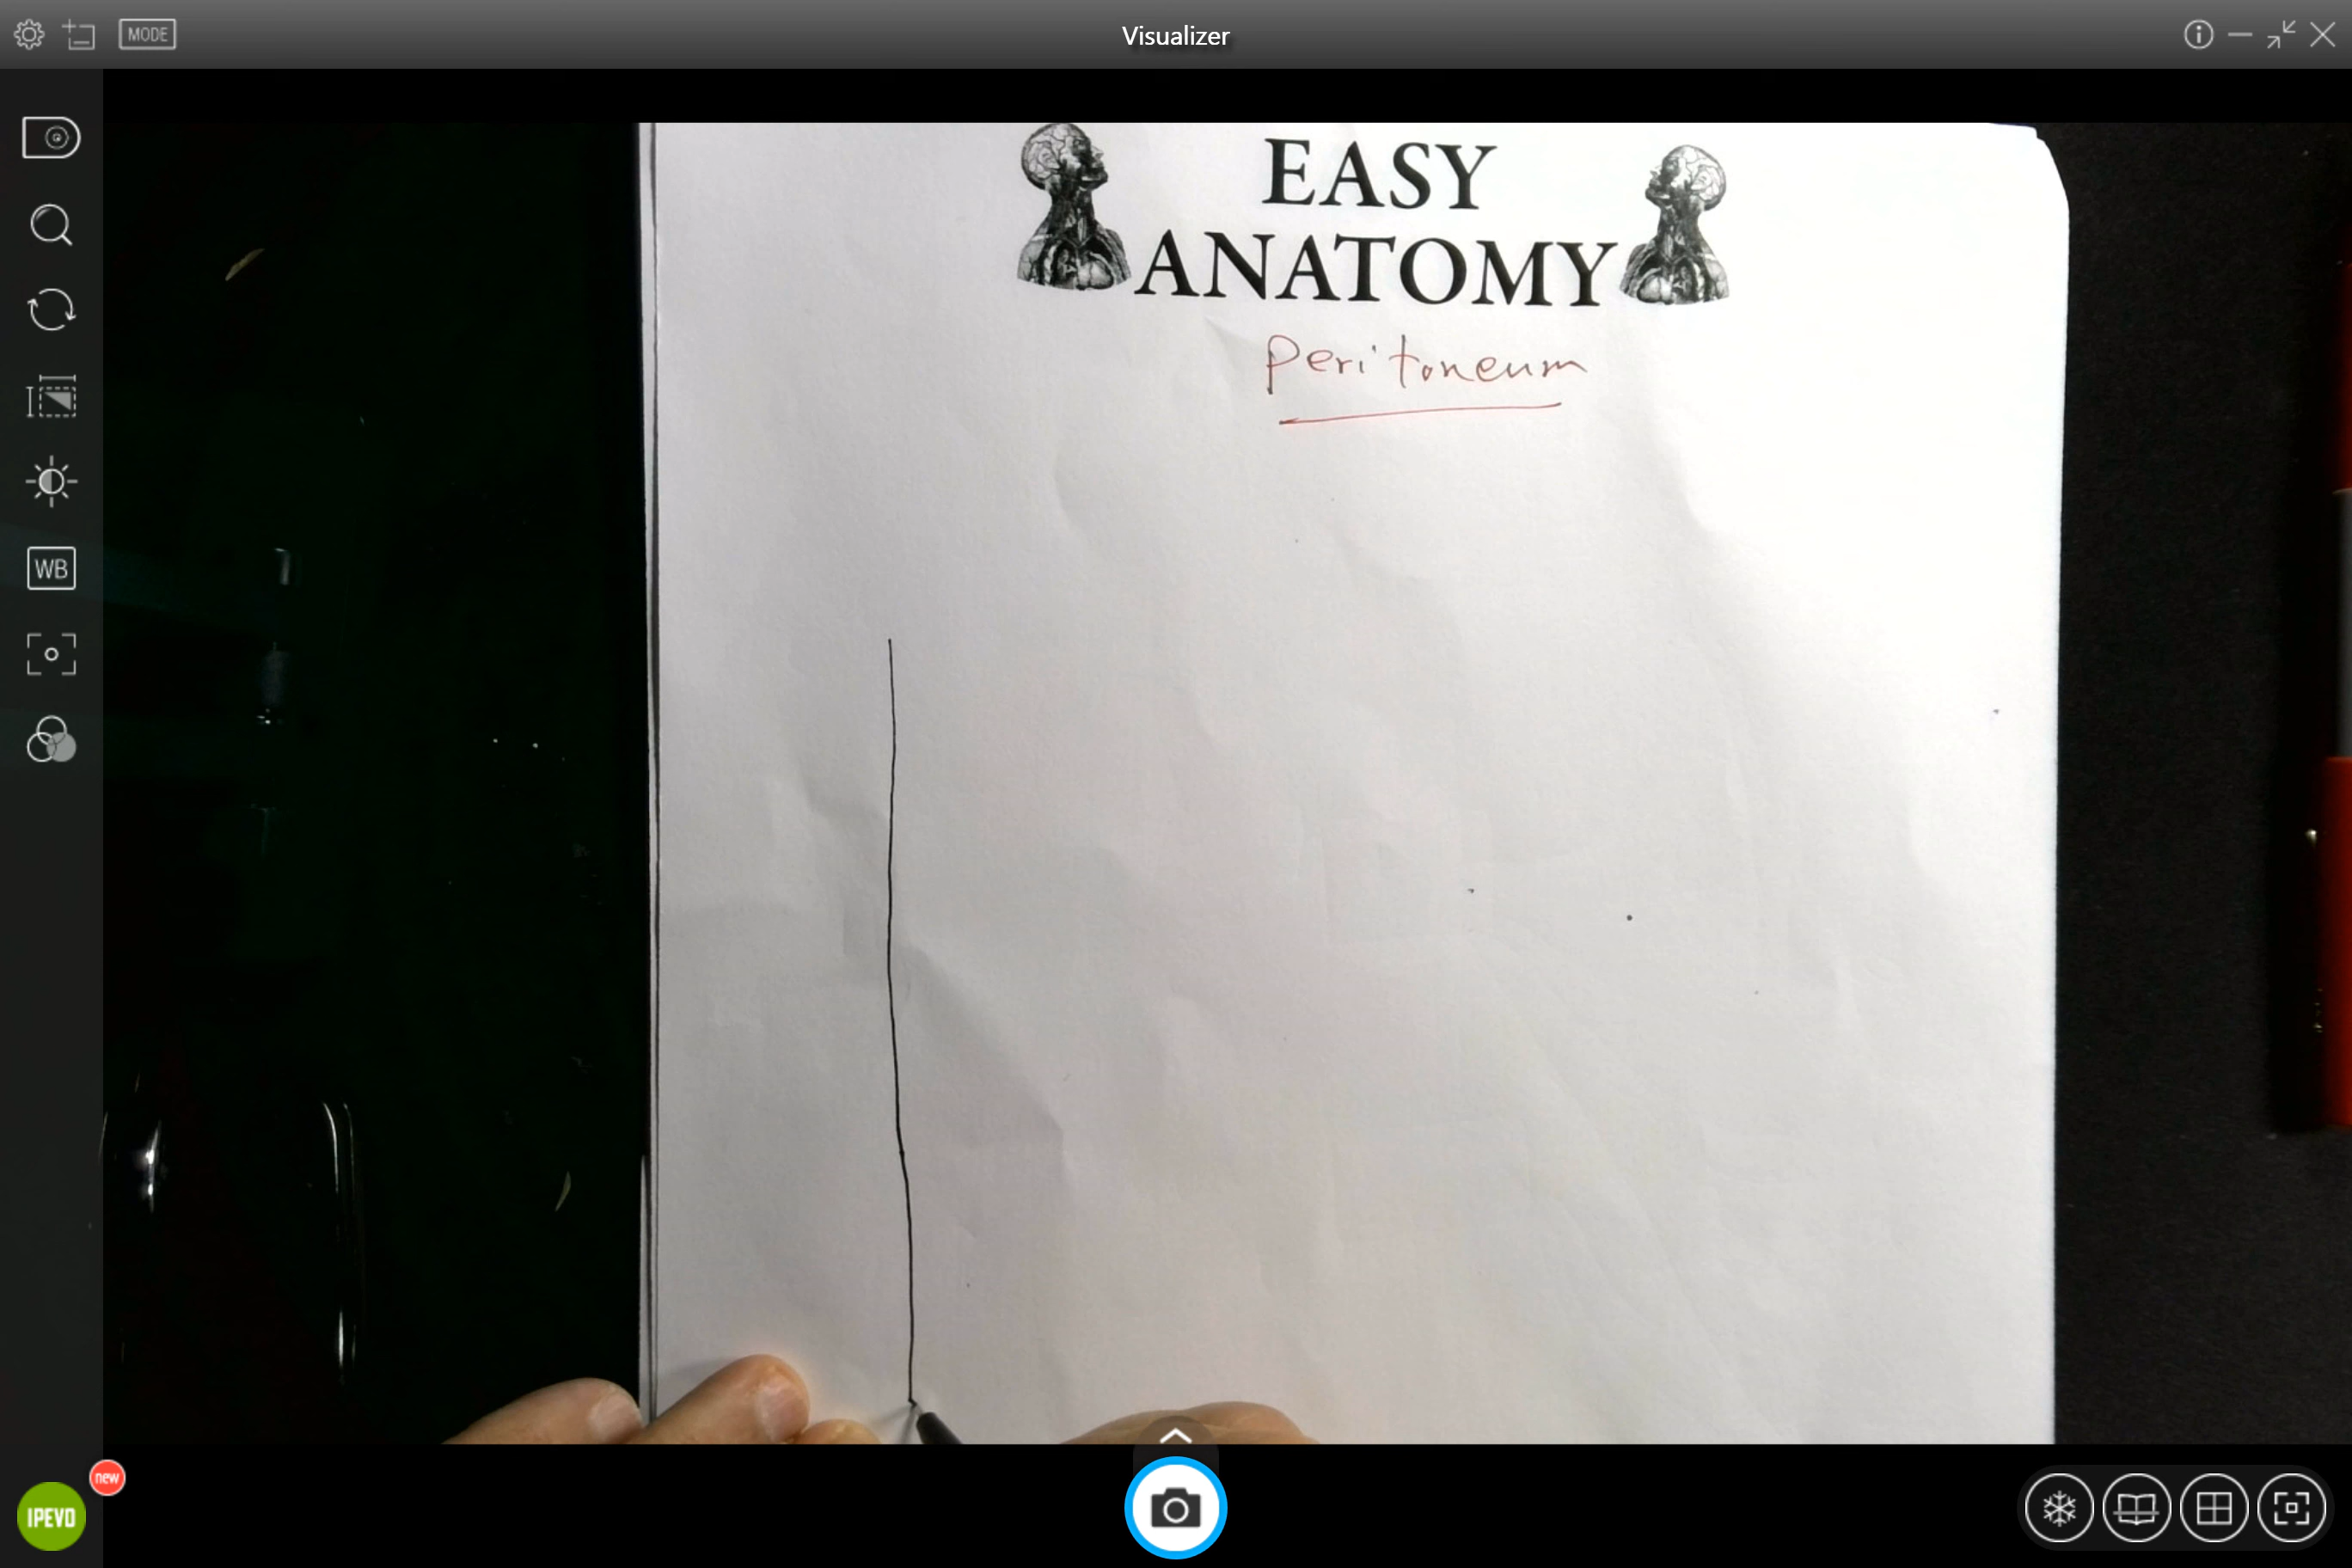 MODE
Visualizer
EASY
ANATOMY
Peritoneum
WB
new
IPEVO